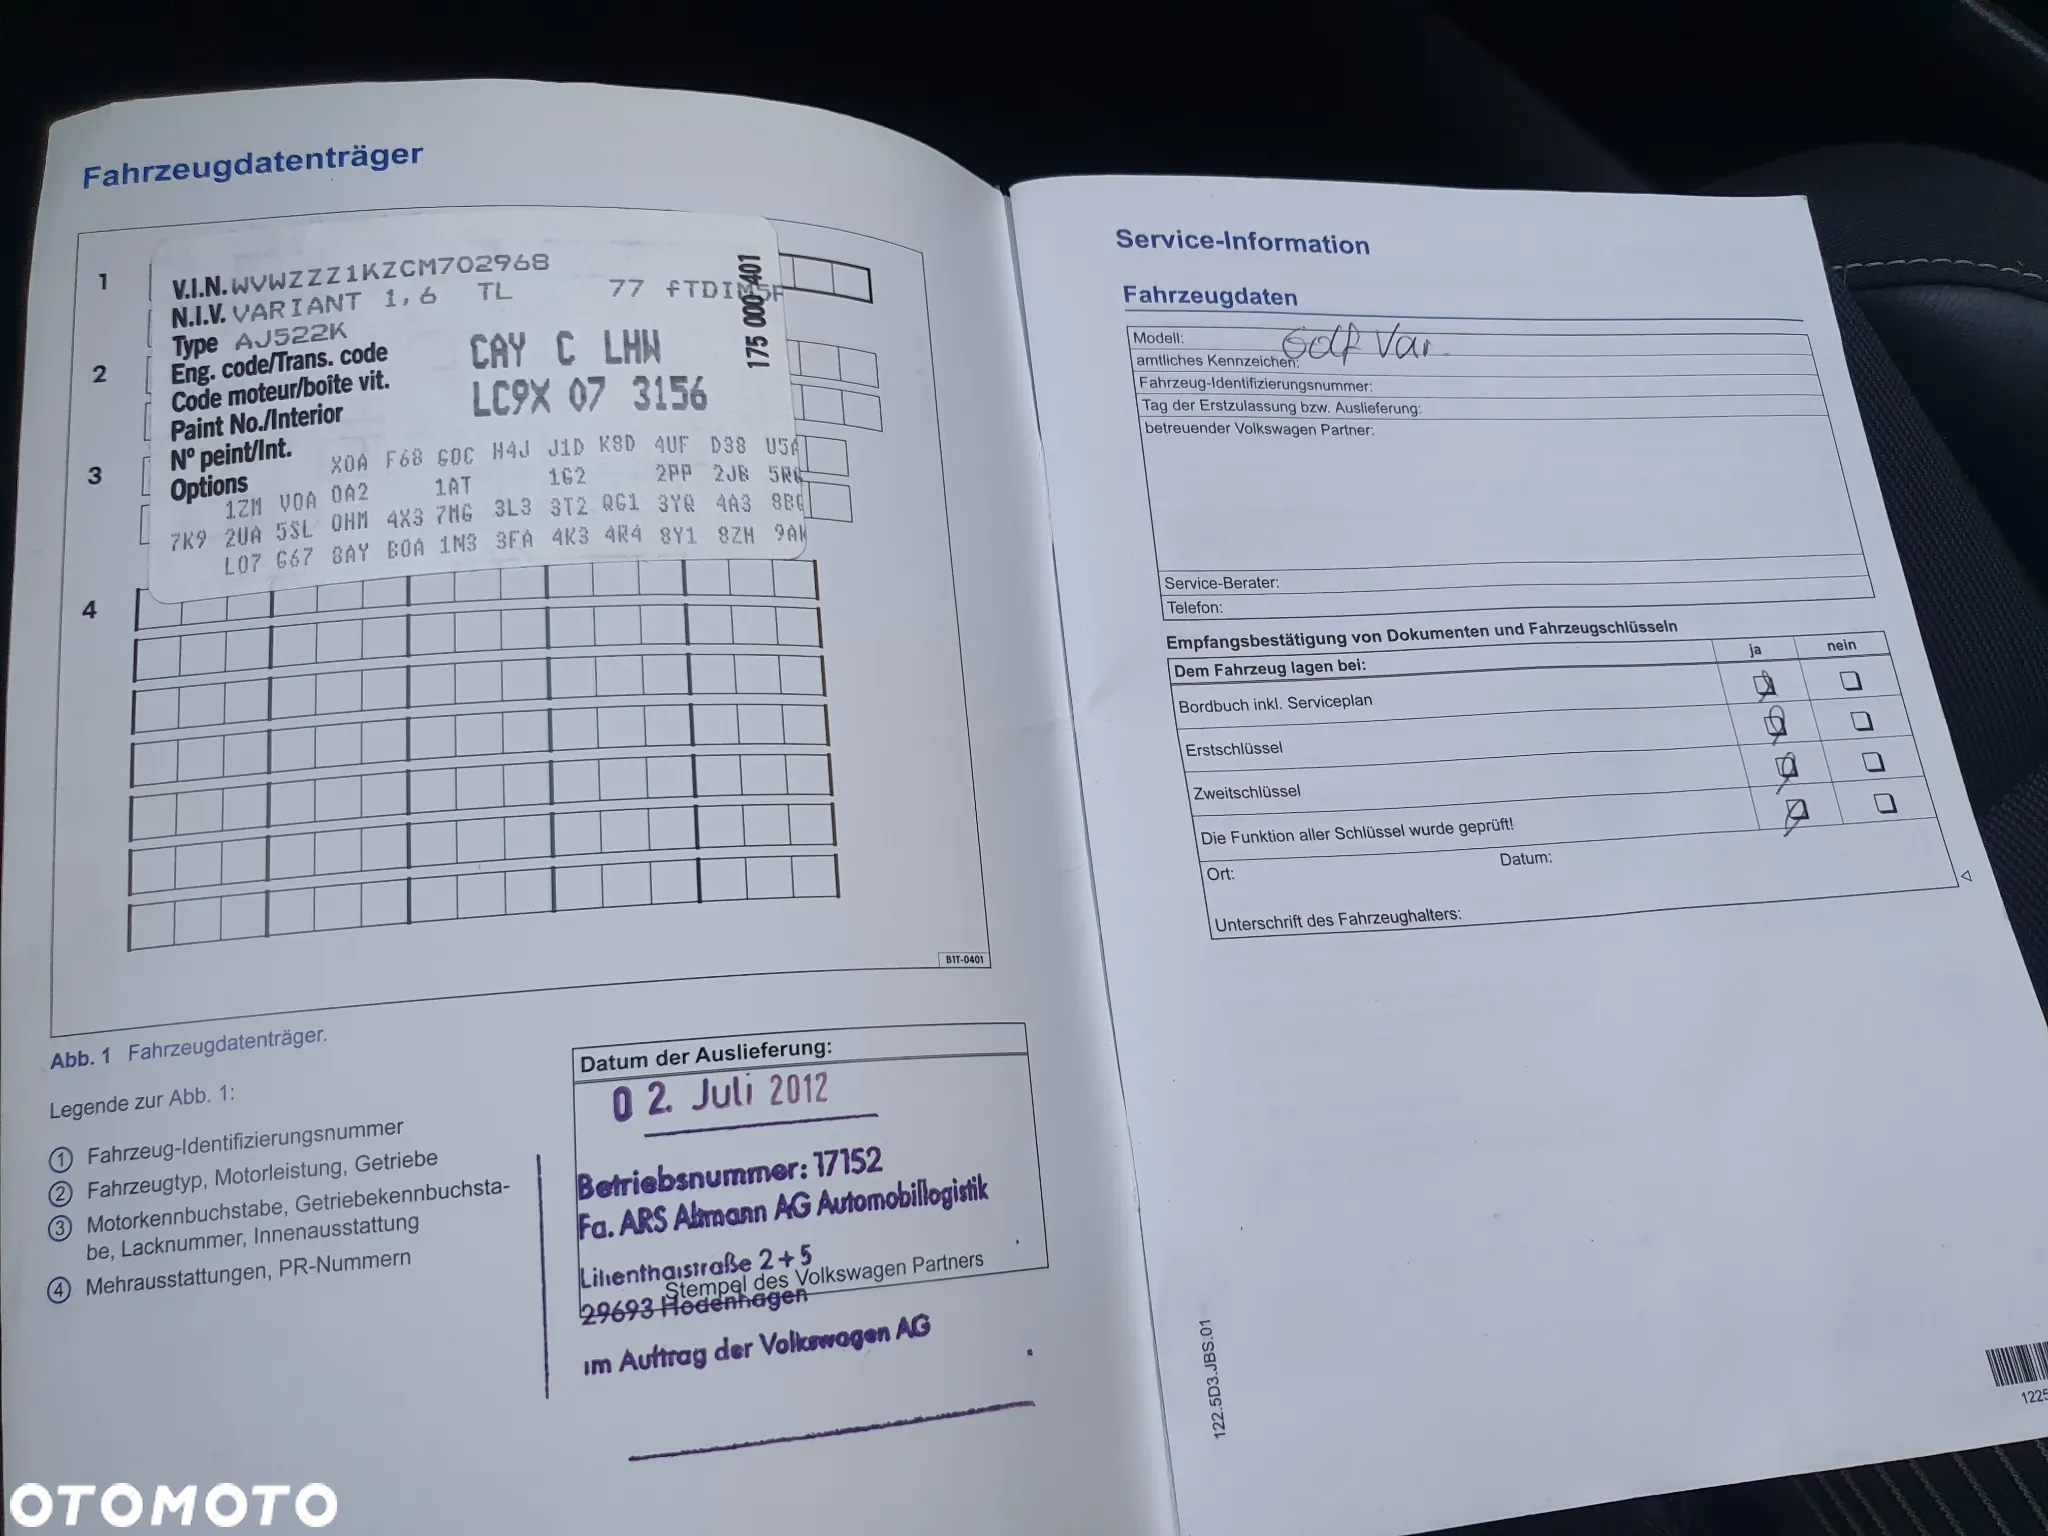 Fahrzeugdatenträger
1
V.I.N. WVWZZZ1KZCM702968
N.I.V. VARIANT 1,6 TL 77 fTDIM5F
Type AJ522K
175 000 401
2
Eng. code/Trans. code
Code moteur/boîte vit.
CAY C LHW
Paint No./Interior
Nº peint/Int.
LC9X 07 3156
3
Options
X0A F68 G0C H4J J1D K8D 4UF D38 U5A
1ZM V0A 0A2 1AT 1G2 2PP 2JB
7K9 2UA 5SL 0HM 4X3 7MG 3L3 3T2 QG1 3YQ 4A3
L07 G67 8AY B0A 1N3 3FA 4K3 4R4 8Y1 8ZH
4
B1T-0401
Abb. 1 Fahrzeugdatenträger.
Legende zur Abb. 1:
1 Fahrzeug-Identifizierungsnummer
2 Fahrzeugtyp, Motorleistung, Getriebe
3 Motorkennbuchstabe, Getriebekennbuchsta-
be, Lacknummer, Innenausstattung
4 Mehrausstattungen, PR-Nummern
Datum der Auslieferung:
02. Juli 2012
Betriebsnummer: 17152
Fa. ARS Altmann AG Automobillogistik
Lilienthalstraße 2+5
Stempel des Volkswagen Partners
29693 Hodenhagen
im Auftrag der Volkswagen AG
Service-Information
Fahrzeugdaten
Modell: Golf Var.
amtliches Kennzeichen:
Fahrzeug-Identifizierungsnummer:
Tag der Erstzulassung bzw. Auslieferung:
betreuender Volkswagen Partner:
Service-Berater:
Telefon:
Empfangsbestätigung von Dokumenten und Fahrzeugschlüsseln
Dem Fahrzeug lagen bei: ja nein
Bordbuch inkl. Serviceplan
Erstschlüssel
Zweitschlüssel
Die Funktion aller Schlüssel wurde geprüft!
Ort: Datum:
Unterschrift des Fahrzeughalters:
122.5D3.JBS.01
1225
OTOMOTO